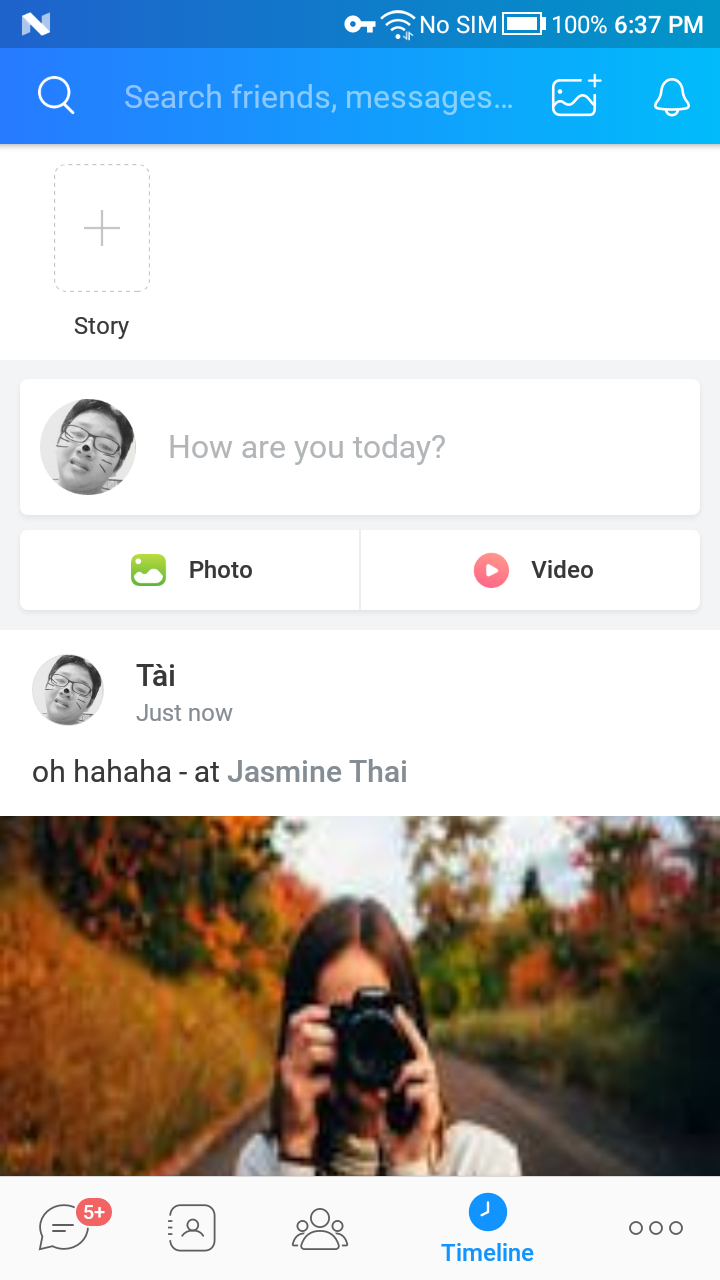 No SIM 100% 6:37 PM
Search friends, messages...
Story
How are you today?
Photo Video
Tài
Just now
oh hahaha - at Jasmine Thai
5+
Timeline